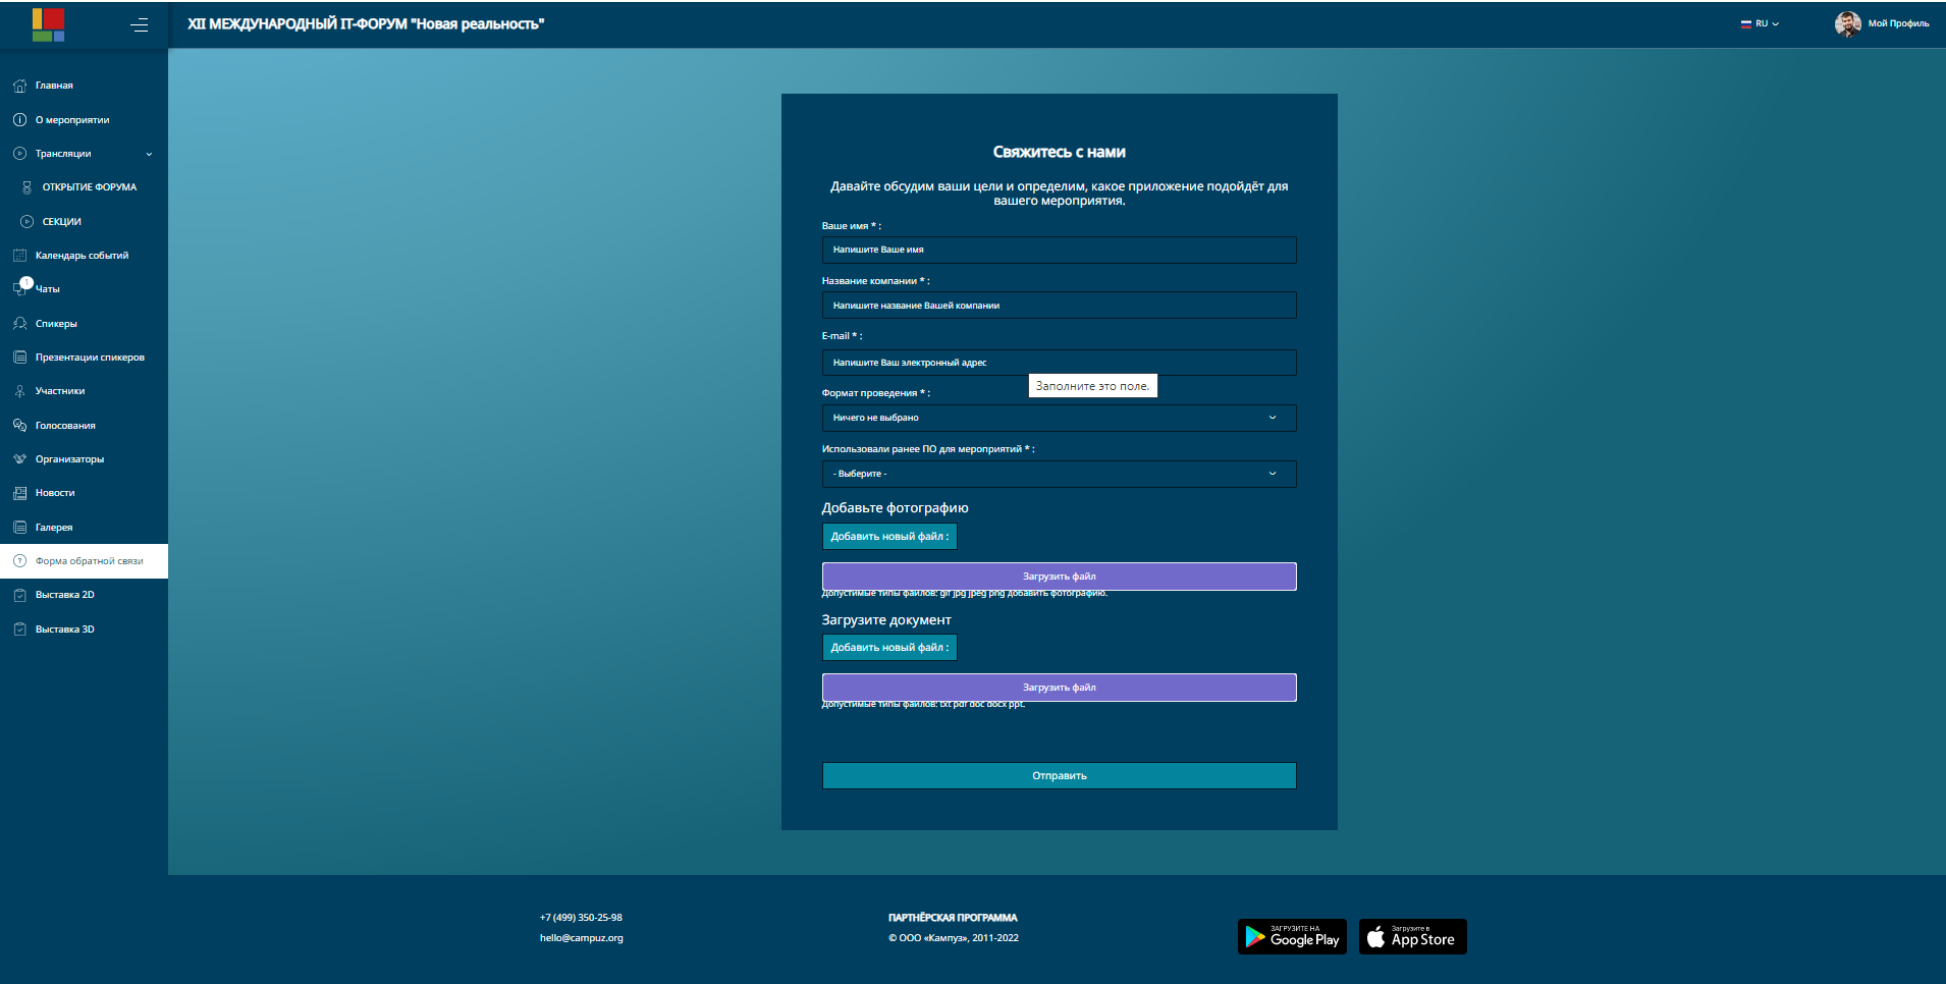 XII МЕЖДУНАРОДНЫЙ IT-ФОРУМ "Новая реальность"
RU
Мой Профиль
Главная
О мероприятии
Трансляции
ОТКРЫТИЕ ФОРУМА
СЕКЦИИ
Календарь событий
Чаты
Спикеры
Презентации спикеров
Участники
Голосования
Организаторы
Новости
Галерея
Форма обратной связи
Выставка 2D
Выставка 3D
Свяжитесь с нами
Давайте обсудим ваши цели и определим, какое приложение подойдёт для
вашего мероприятия.
Ваше имя * :
Напишите Ваше имя
Название компании * :
Напишите название Вашей компании
E-mail * :
Напишите Ваш электронный адрес
Заполните это поле.
Формат проведения * :
Ничего не выбрано
Использовали ранее ПО для мероприятий * :
- Выберите -
Добавьте фотографию
Добавить новый файл :
Загрузить файл
Допустимые типы файлов: gif jpg jpeg png добавить фотографию.
Загрузите документ
Добавить новый файл :
Загрузить файл
Допустимые типы файлов: txt pdf doc docx ppt.
Отправить
+7 (499) 350-25-98
hello@campuz.org
ПАРТНЁРСКАЯ ПРОГРАММА
© ООО «Кампуз», 2011-2022
ЗАГРУЗИТЕ НА
Google Play
Загрузите в
App Store